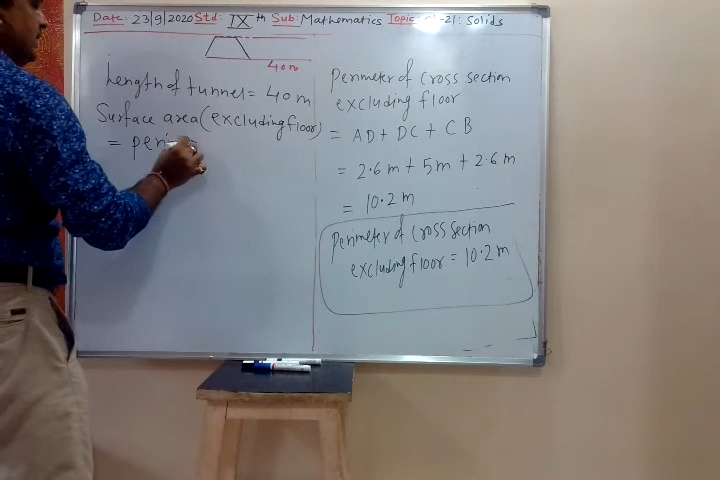 Date: 23/9/2020 Std: IXth Sub: Mathematics Topic: Ch-21: Solids
40m
Length of tunnel = 40 m
Surface area (excluding floor)
= peri
Perimeter of cross section
excluding floor
= AD + DC + CB
= 2.6 m + 5 m + 2.6 m
= 10.2 m
Perimeter of cross section
excluding floor = 10.2 m